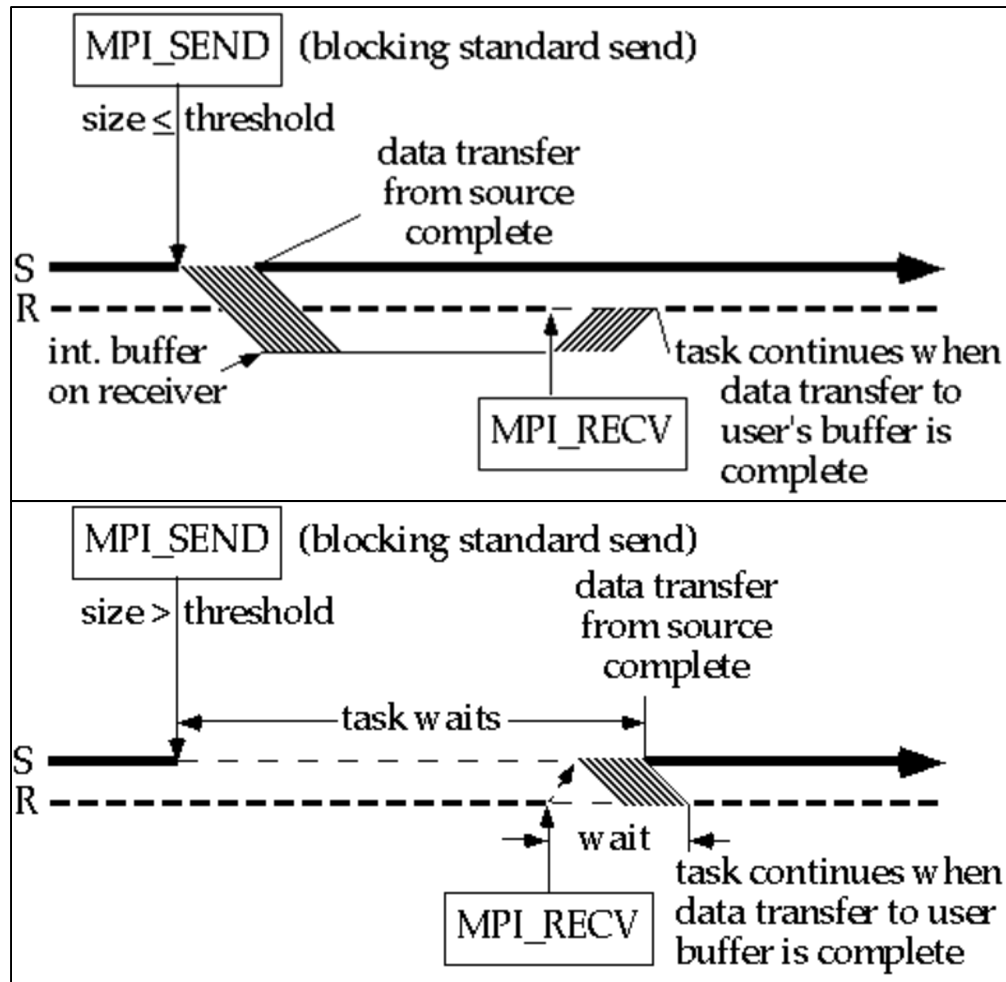 MPI_SEND (blocking standard send)
size ≤ threshold
data transfer
from source
complete
S
R
int. buffer
on receiver
MPI_RECV
task continues when
data transfer to
user's buffer is
complete
MPI_SEND (blocking standard send)
size > threshold
data transfer
from source
complete
task waits
S
R
wait
MPI_RECV
task continues when
data transfer to user
buffer is complete